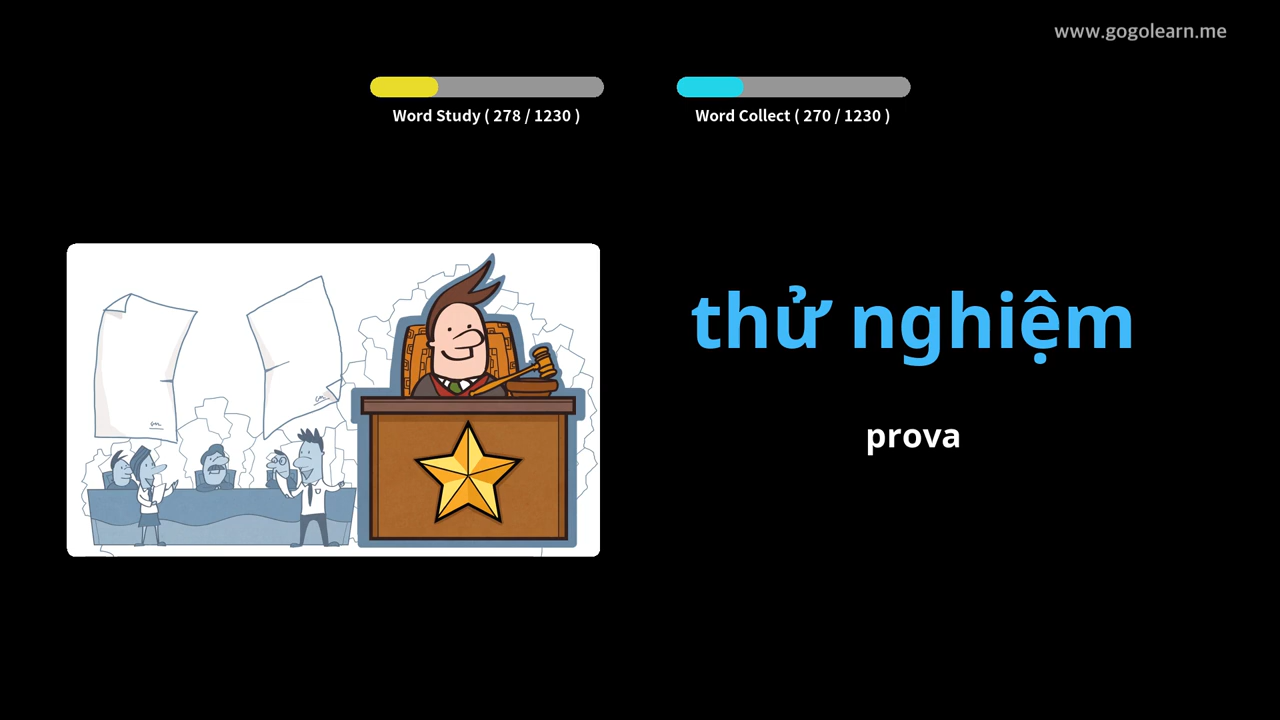 www.gogolearn.me
Word Study ( 278 / 1230 )
Word Collect ( 270 / 1230 )
thử nghiệm
prova